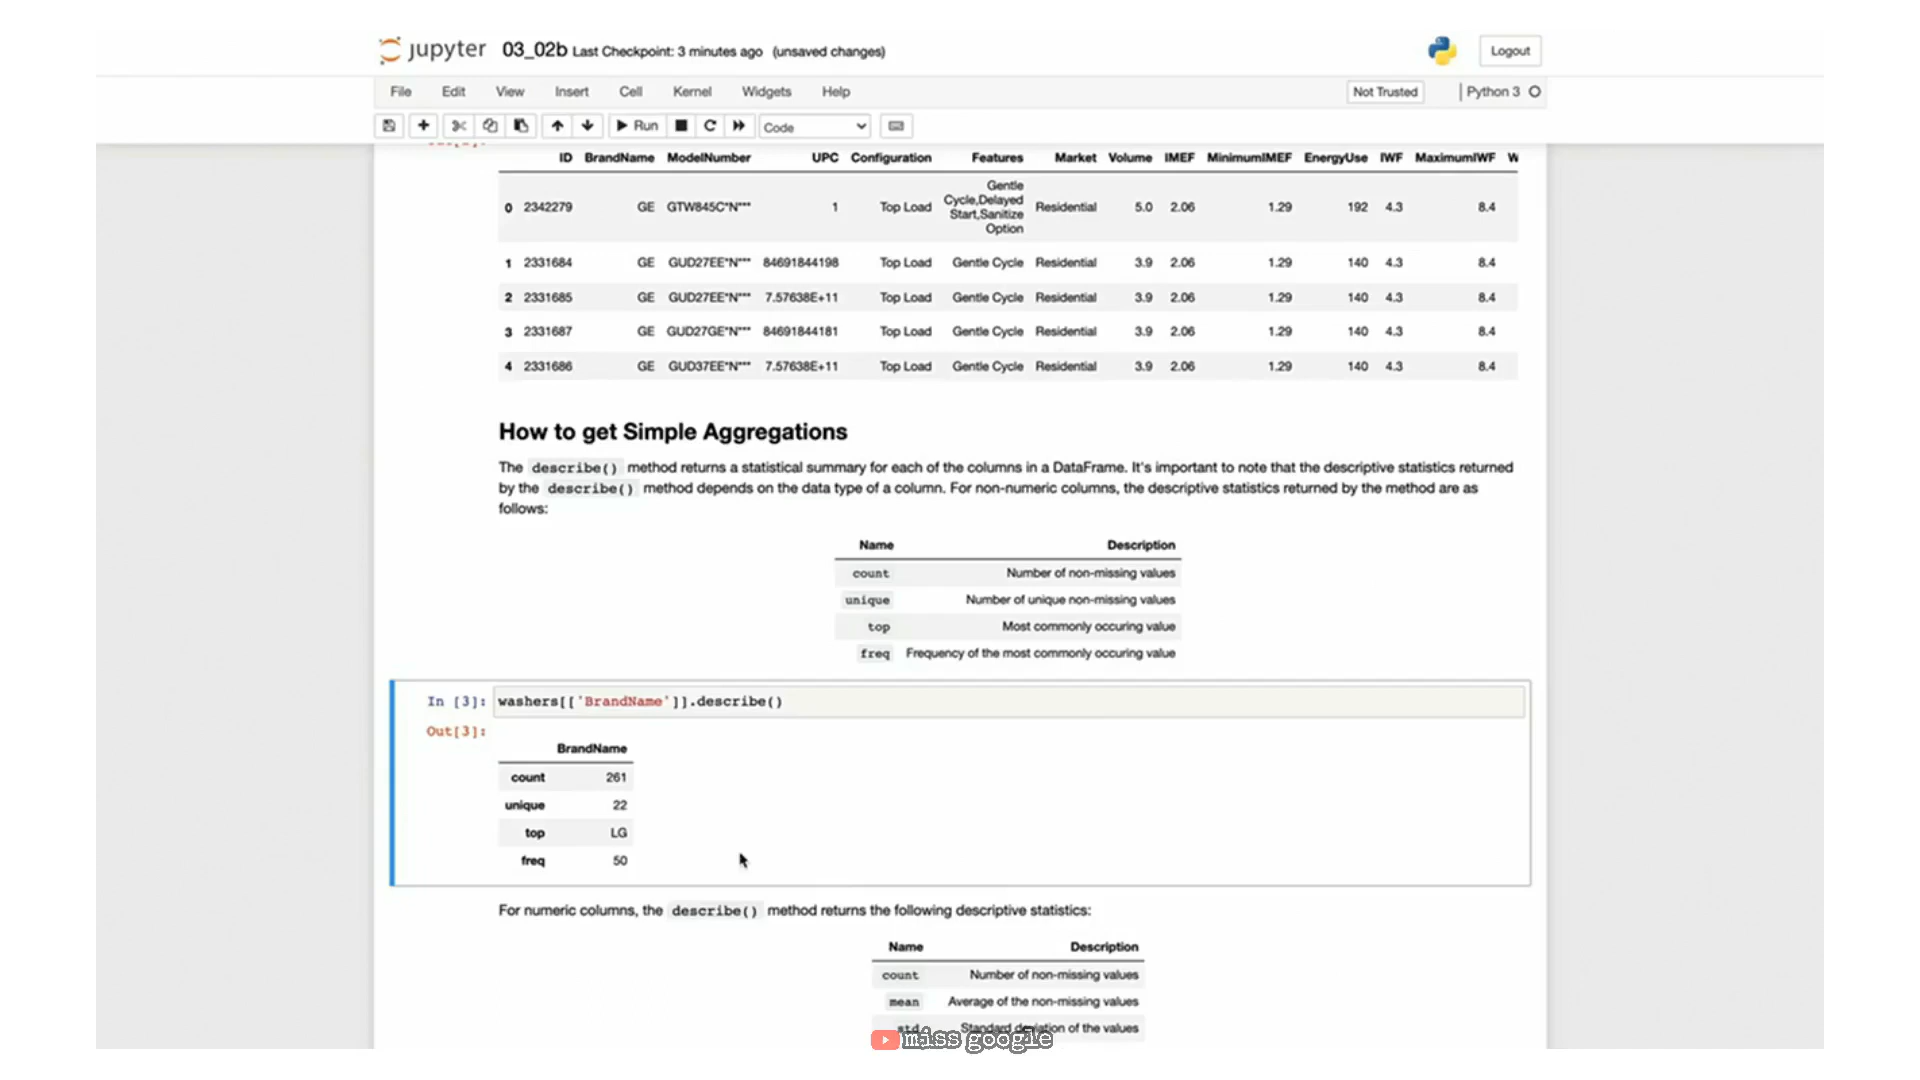 jupyter 03_02b Last Checkpoint: 3 minutes ago (unsaved changes) Logout
File Edit View Insert Cell Kernel Widgets Help Not Trusted Python 3
Run Code
ID BrandName ModelNumber UPC Configuration Features Market Volume IMEF MinimumIMEF EnergyUse IWF MaximumIWF W
0 2342279 GE GTW845C*N*** 1 Top Load Gentle Cycle,Delayed Start,Sanitize Option Residential 5.0 2.06 1.29 192 4.3 8.4
1 2331684 GE GUD27EE*N*** 84691844198 Top Load Gentle Cycle Residential 3.9 2.06 1.29 140 4.3 8.4
2 2331685 GE GUD27EE*N*** 7.57638E+11 Top Load Gentle Cycle Residential 3.9 2.06 1.29 140 4.3 8.4
3 2331687 GE GUD27GE*N*** 84691844181 Top Load Gentle Cycle Residential 3.9 2.06 1.29 140 4.3 8.4
4 2331686 GE GUD37EE*N*** 7.57638E+11 Top Load Gentle Cycle Residential 3.9 2.06 1.29 140 4.3 8.4
How to get Simple Aggregations
The describe() method returns a statistical summary for each of the columns in a DataFrame. It's important to note that the descriptive statistics returned
by the describe() method depends on the data type of a column. For non-numeric columns, the descriptive statistics returned by the method are as
follows:
Name Description
count Number of non-missing values
unique Number of unique non-missing values
top Most commonly occuring value
freq Frequency of the most commonly occuring value
In [3]: washers[['BrandName']].describe()
Out[3]:
BrandName
count 261
unique 22
top LG
freq 50
For numeric columns, the describe() method returns the following descriptive statistics:
Name Description
count Number of non-missing values
mean Average of the non-missing values
std Standard deviation of the values
miss google